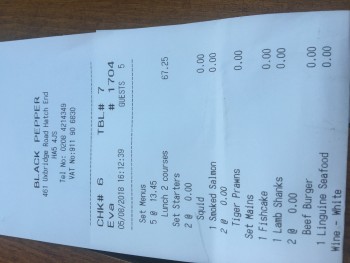 BLACK PEPPER
401 Uxbridge Road Hatch End
HA5 4JS
Tel No: 0208 4214349
VAT No: 911 90 6830
CHK# 6 TBL# 7
Eva # 1704
05/08/2018 16:12:39 GUESTS 5
Set Menus
5 @ 13.45 67.25
Lunch 2 courses
Set Starters
2 @ 0.00 0.00
Squid
1 Smoked Salmon 0.00
2 @ 0.00 0.00
Tiger Prawns
Set Mains
1 Fishcake 0.00
1 Lamb Shanks 0.00
2 @ 0.00 0.00
Beef Burger
1 Linguine Seafood 0.00
Wine - White